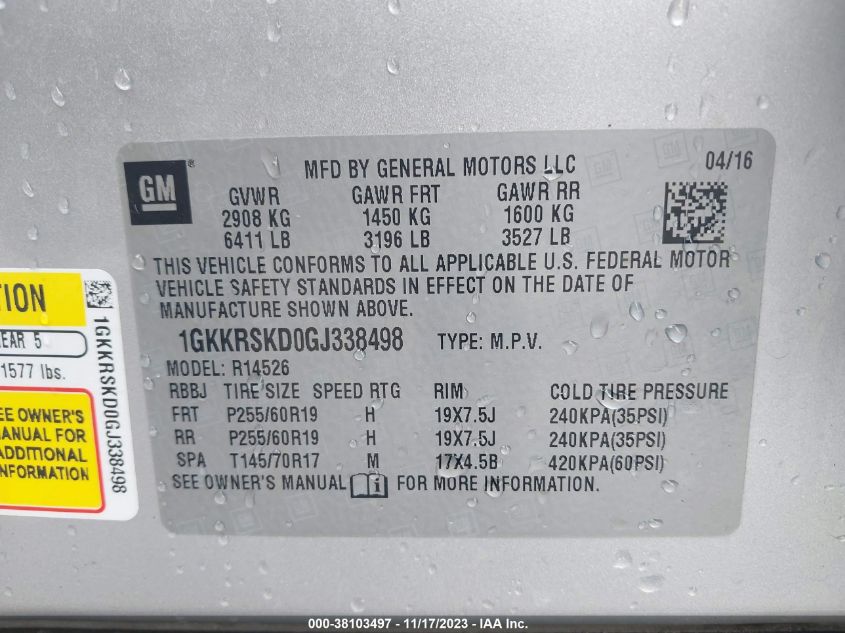 MFD BY GENERAL MOTORS LLC 04/16
GM
GVWR GAWR FRT GAWR RR
2908 KG 1450 KG 1600 KG
6411 LB 3196 LB 3527 LB
THIS VEHICLE CONFORMS TO ALL APPLICABLE U.S. FEDERAL MOTOR
VEHICLE SAFETY STANDARDS IN EFFECT ON THE DATE OF
MANUFACTURE SHOWN ABOVE.
1GKKRSKD0GJ338498 TYPE: M.P.V.
MODEL: R14526
RBBJ TIRE SIZE SPEED RTG RIM COLD TIRE PRESSURE
FRT P255/60R19 H 19X7.5J 240KPA(35PSI)
RR P255/60R19 H 19X7.5J 240KPA(35PSI)
SPA T145/70R17 M 17X4.5B 420KPA(60PSI)
SEE OWNER'S MANUAL FOR MORE INFORMATION.
TION
EAR 5
1577 lbs.
EE OWNER'S
MANUAL FOR
ADDITIONAL
NFORMATION
1GKKRSKD0GJ338498
000-38103497 - 11/17/2023 - IAA Inc.